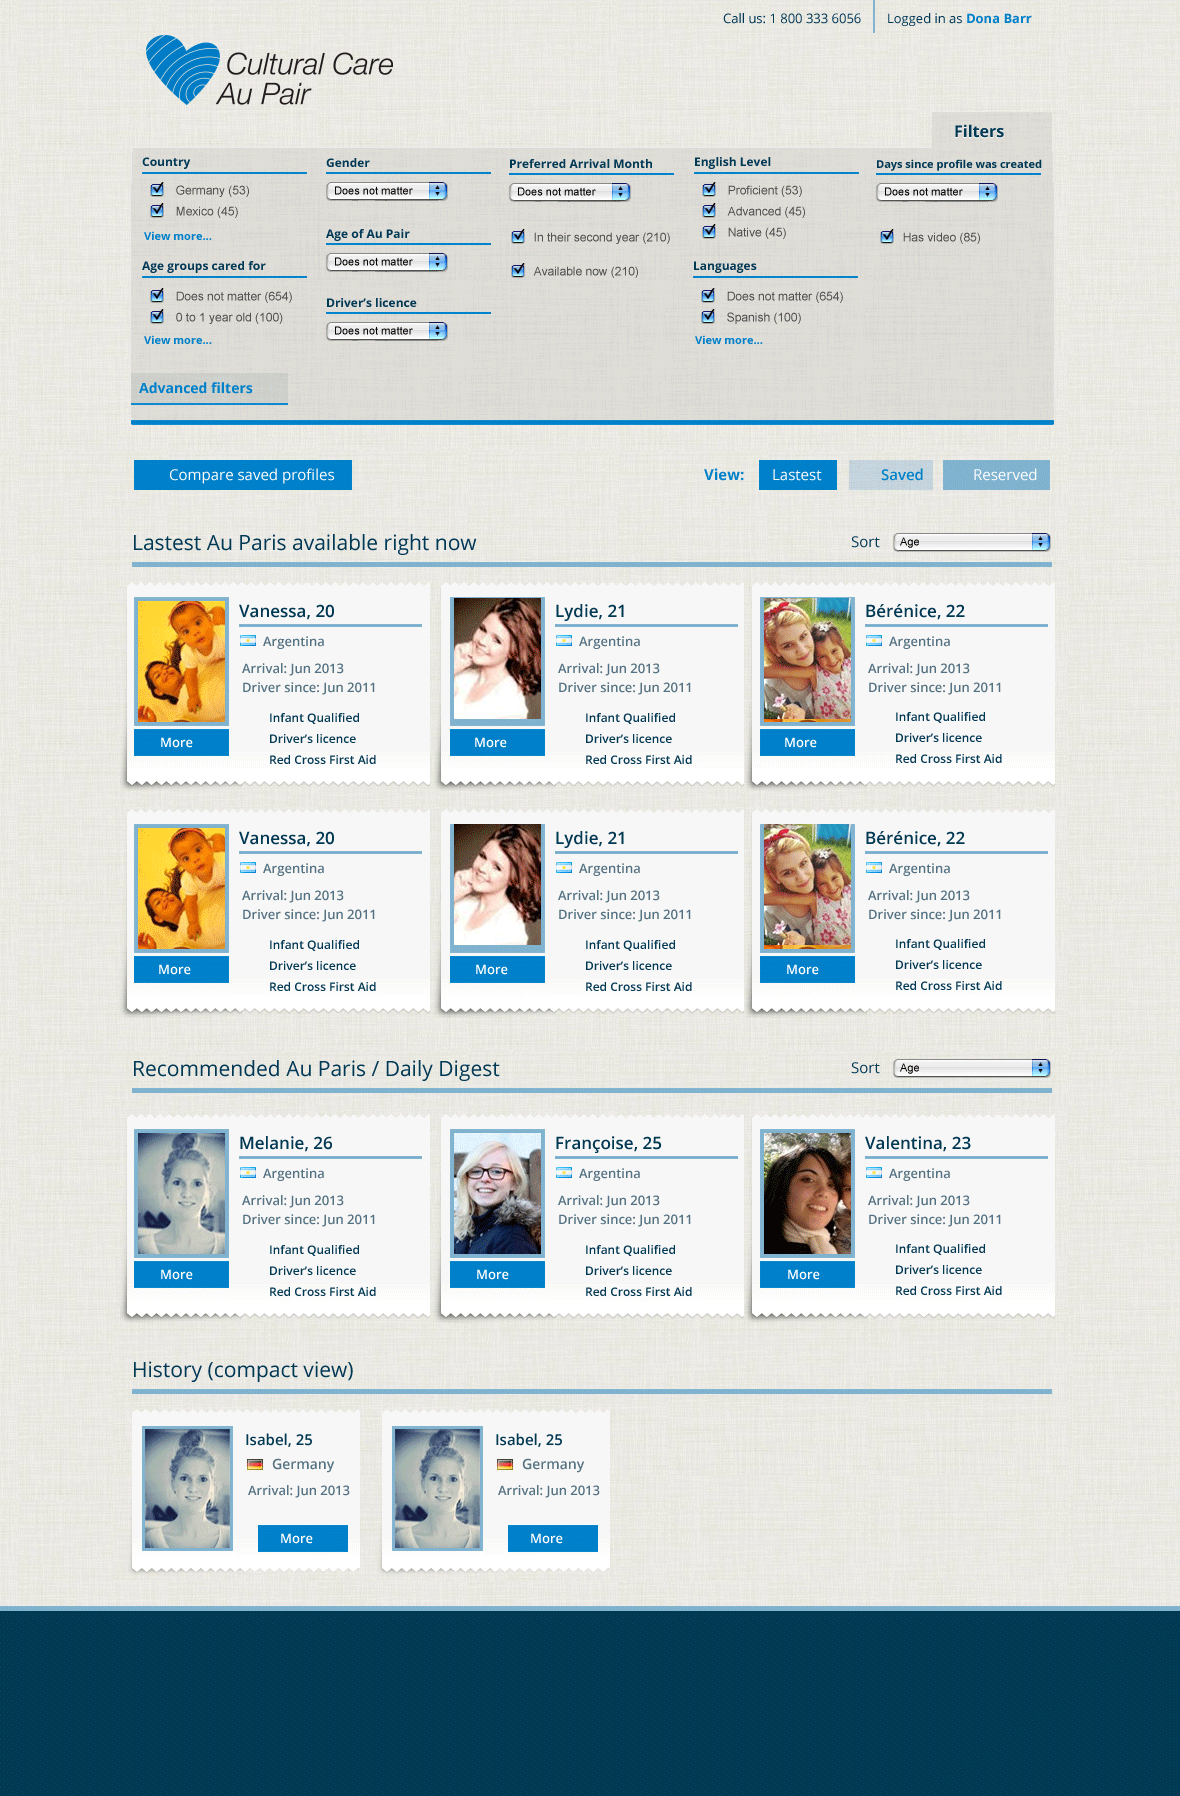 Call us: 1 800 333 6056
Logged in as Dona Barr
Cultural Care
Au Pair
Filters
Country
Germany (53)
Mexico (45)
View more...
Age groups cared for
Does not matter (654)
0 to 1 year old (100)
View more...
Gender
Does not matter
Age of Au Pair
Does not matter
Driver's licence
Does not matter
Preferred Arrival Month
Does not matter
In their second year (210)
Available now (210)
English Level
Proficient (53)
Advanced (45)
Native (45)
Languages
Does not matter (654)
Spanish (100)
View more...
Days since profile was created
Does not matter
Has video (85)
Advanced filters
Compare saved profiles
View:
Lastest
Saved
Reserved
Lastest Au Paris available right now
Sort
Age
Vanessa, 20
Argentina
Arrival: Jun 2013
Driver since: Jun 2011
Infant Qualified
Driver's licence
Red Cross First Aid
More
Lydie, 21
Argentina
Arrival: Jun 2013
Driver since: Jun 2011
Infant Qualified
Driver's licence
Red Cross First Aid
More
Bérénice, 22
Argentina
Arrival: Jun 2013
Driver since: Jun 2011
Infant Qualified
Driver's licence
Red Cross First Aid
More
Vanessa, 20
Argentina
Arrival: Jun 2013
Driver since: Jun 2011
Infant Qualified
Driver's licence
Red Cross First Aid
More
Lydie, 21
Argentina
Arrival: Jun 2013
Driver since: Jun 2011
Infant Qualified
Driver's licence
Red Cross First Aid
More
Bérénice, 22
Argentina
Arrival: Jun 2013
Driver since: Jun 2011
Infant Qualified
Driver's licence
Red Cross First Aid
More
Recommended Au Paris / Daily Digest
Sort
Age
Melanie, 26
Argentina
Arrival: Jun 2013
Driver since: Jun 2011
Infant Qualified
Driver's licence
Red Cross First Aid
More
Françoise, 25
Argentina
Arrival: Jun 2013
Driver since: Jun 2011
Infant Qualified
Driver's licence
Red Cross First Aid
More
Valentina, 23
Argentina
Arrival: Jun 2013
Driver since: Jun 2011
Infant Qualified
Driver's licence
Red Cross First Aid
More
History (compact view)
Isabel, 25
Germany
Arrival: Jun 2013
More
Isabel, 25
Germany
Arrival: Jun 2013
More